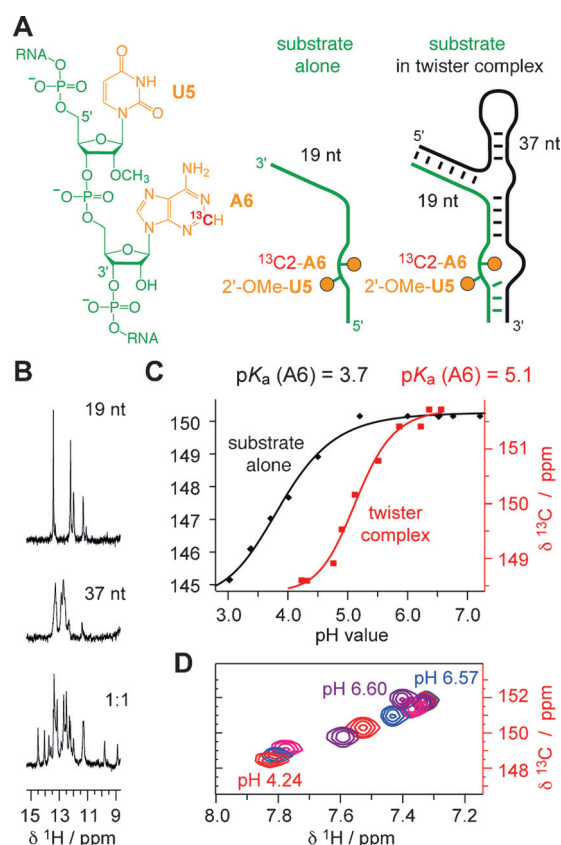 A
RNA
O
⁻O–P=O
O
5'
O
NH
N
O
U5
O
O
OCH₃
⁻O–P=O
O
NH₂
A6
N
N
¹³CH
N
N
O
3'
O
OH
⁻O–P=O
O
RNA
substrate
alone
3'
19 nt
¹³C2-A6
2'-OMe-U5
5'
substrate
in twister complex
5'
37 nt
19 nt
¹³C2-A6
2'-OMe-U5
3'
B
19 nt
37 nt
1:1
15 13 11 9
δ ¹H / ppm
C
pKₐ (A6) = 3.7 pKₐ (A6) = 5.1
150
149
148
147
146
145
substrate
alone
twister
complex
151
150
149
δ ¹³C / ppm
3.0 4.0 5.0 6.0 7.0
pH value
D
pH 6.60
pH 6.57
pH 4.24
152
150
148
δ ¹³C / ppm
8.0 7.8 7.6 7.4 7.2
δ ¹H / ppm